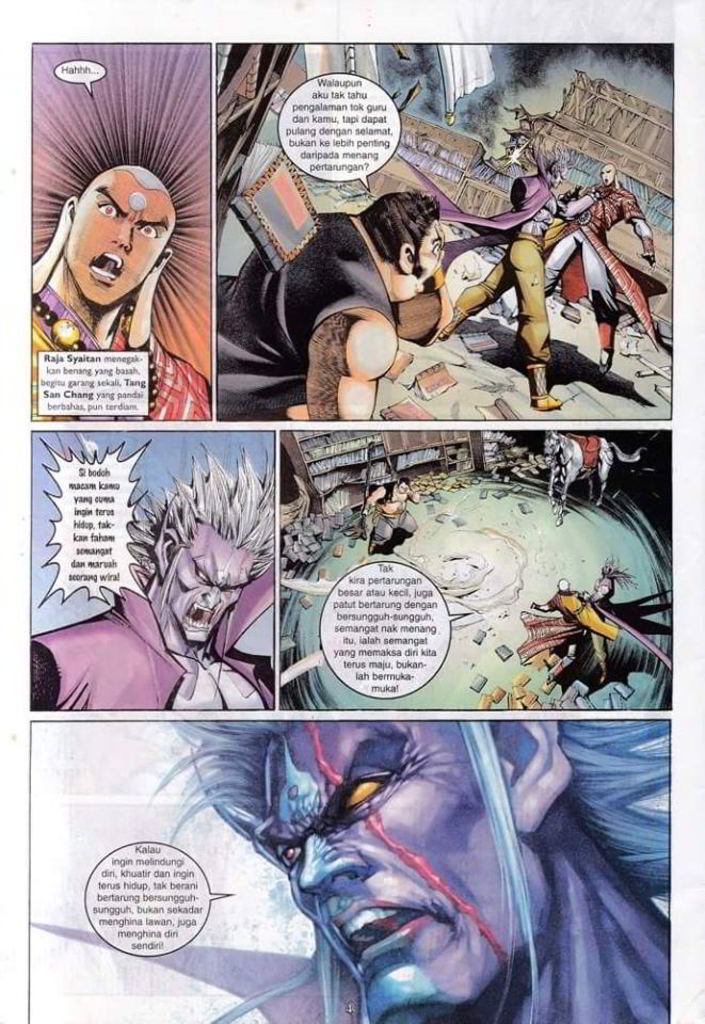 Hahhh...
Walaupun
aku tak tahu
pengalaman tok guru
dan kamu, tapi dapat
pulang dengan selamat,
bukan ke lebih penting
daripada menang
pertarungan?
Raja Syaitan menegak-
kan benang yang basah,
begitu garang sekali, Tang
San Chang yang pandai
berbahas, pun terdiam.
Si bodoh
macam kamu
yang cuma
ingin terus
hidup, tak-
kan faham
semangat
dan maruah
seorang wira!
Tak
kira pertarungan
besar atau kecil, juga
patut bertarung dengan
bersungguh-sungguh,
semangat nak menang
ini, ialah semangat
yang memaksa diri kita
terus maju, bukan-
lah bermuka-
muka!
Kalau
ingin melindungi
diri, khuatir dan ingin
terus hidup, tak berani
bertarung bersungguh-
sungguh, bukan sekadar
menghina lawan, juga
menghina diri
sendiri!
4